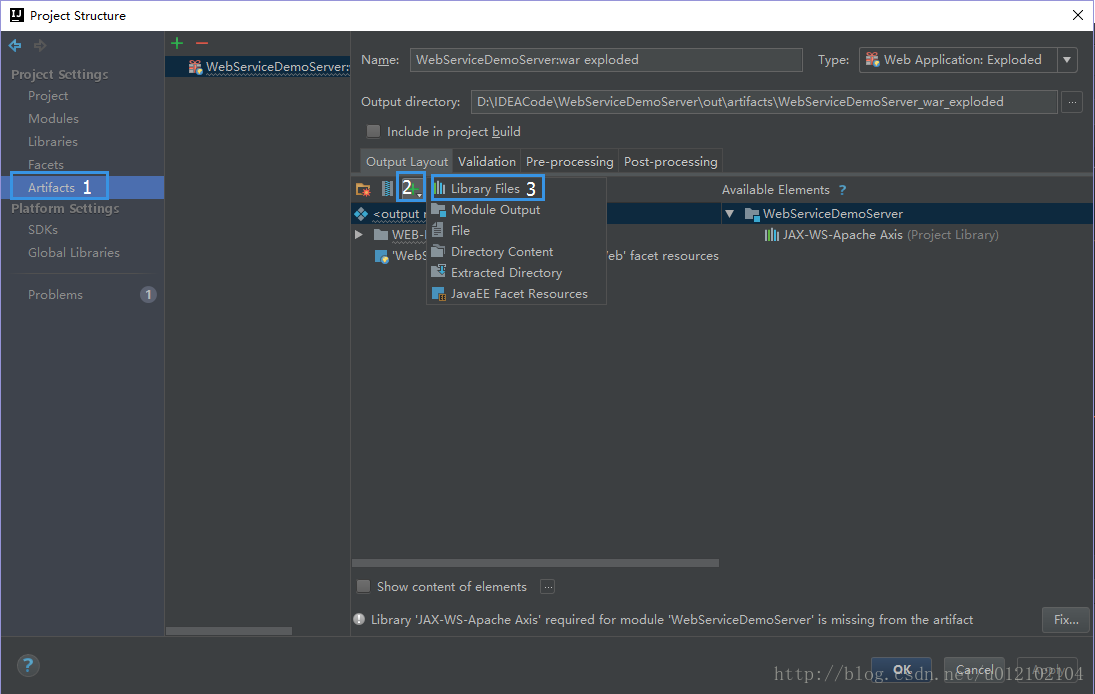 Project Structure
Project Settings
Project
Modules
Libraries
Facets
Artifacts 1
Platform Settings
SDKs
Global Libraries
Problems 1
WebServiceDemoServer:
Name: WebServiceDemoServer:war exploded Type: Web Application: Exploded
Output directory: D:\IDEACode\WebServiceDemoServer\out\artifacts\WebServiceDemoServer_war_exploded ...
Include in project build
Output Layout Validation Pre-processing Post-processing
2 Library Files 3 Available Elements ?
<output Module Output WebServiceDemoServer
WEB- File JAX-WS-Apache Axis (Project Library)
'WebS Directory Content eb' facet resources
Extracted Directory
JavaEE Facet Resources
Show content of elements ...
Library 'JAX-WS-Apache Axis' required for module 'WebServiceDemoServer' is missing from the artifact Fix...
? OK Cancel Apply
http://blog.csdn.net/u012102104